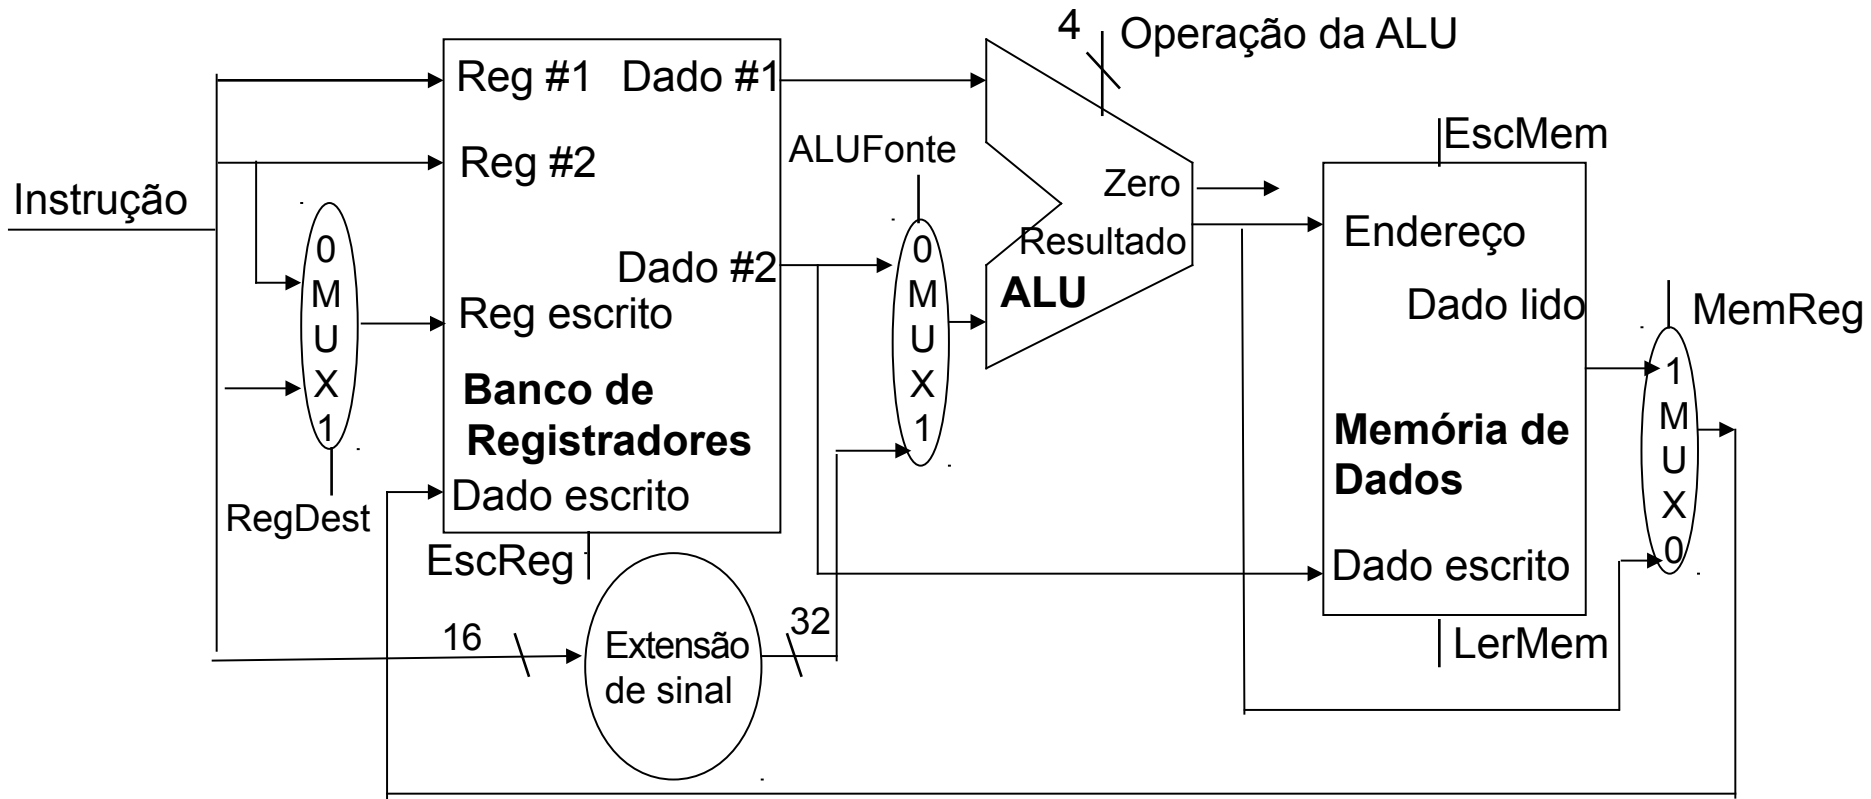 4
Operação da ALU
Reg #1
Dado #1
ALUFonte
EscMem
Reg #2
Instrução
Zero
Endereço
0
M
U
X
1
Resultado
0
M
U
X
1
Dado #2
ALU
Reg escrito
Dado lido
MemReg
Banco de
Registradores
Memória de
Dados
1
M
U
X
0
Dado escrito
RegDest
EscReg
Dado escrito
16
32
Extensão
de sinal
LerMem